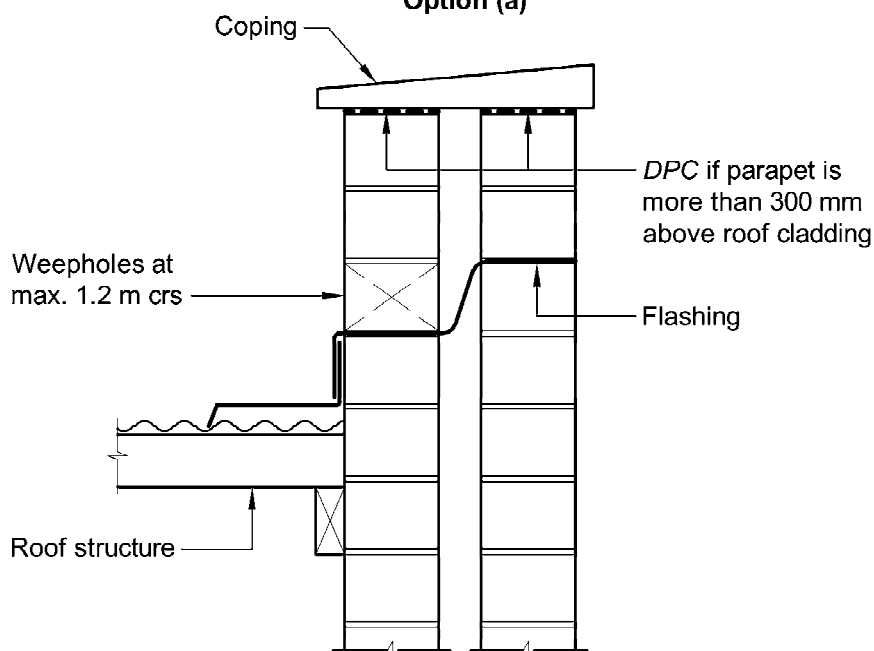 Option (a)
Coping
DPC if parapet is
more than 300 mm
above roof cladding
Weepholes at
max. 1.2 m crs
Flashing
Roof structure